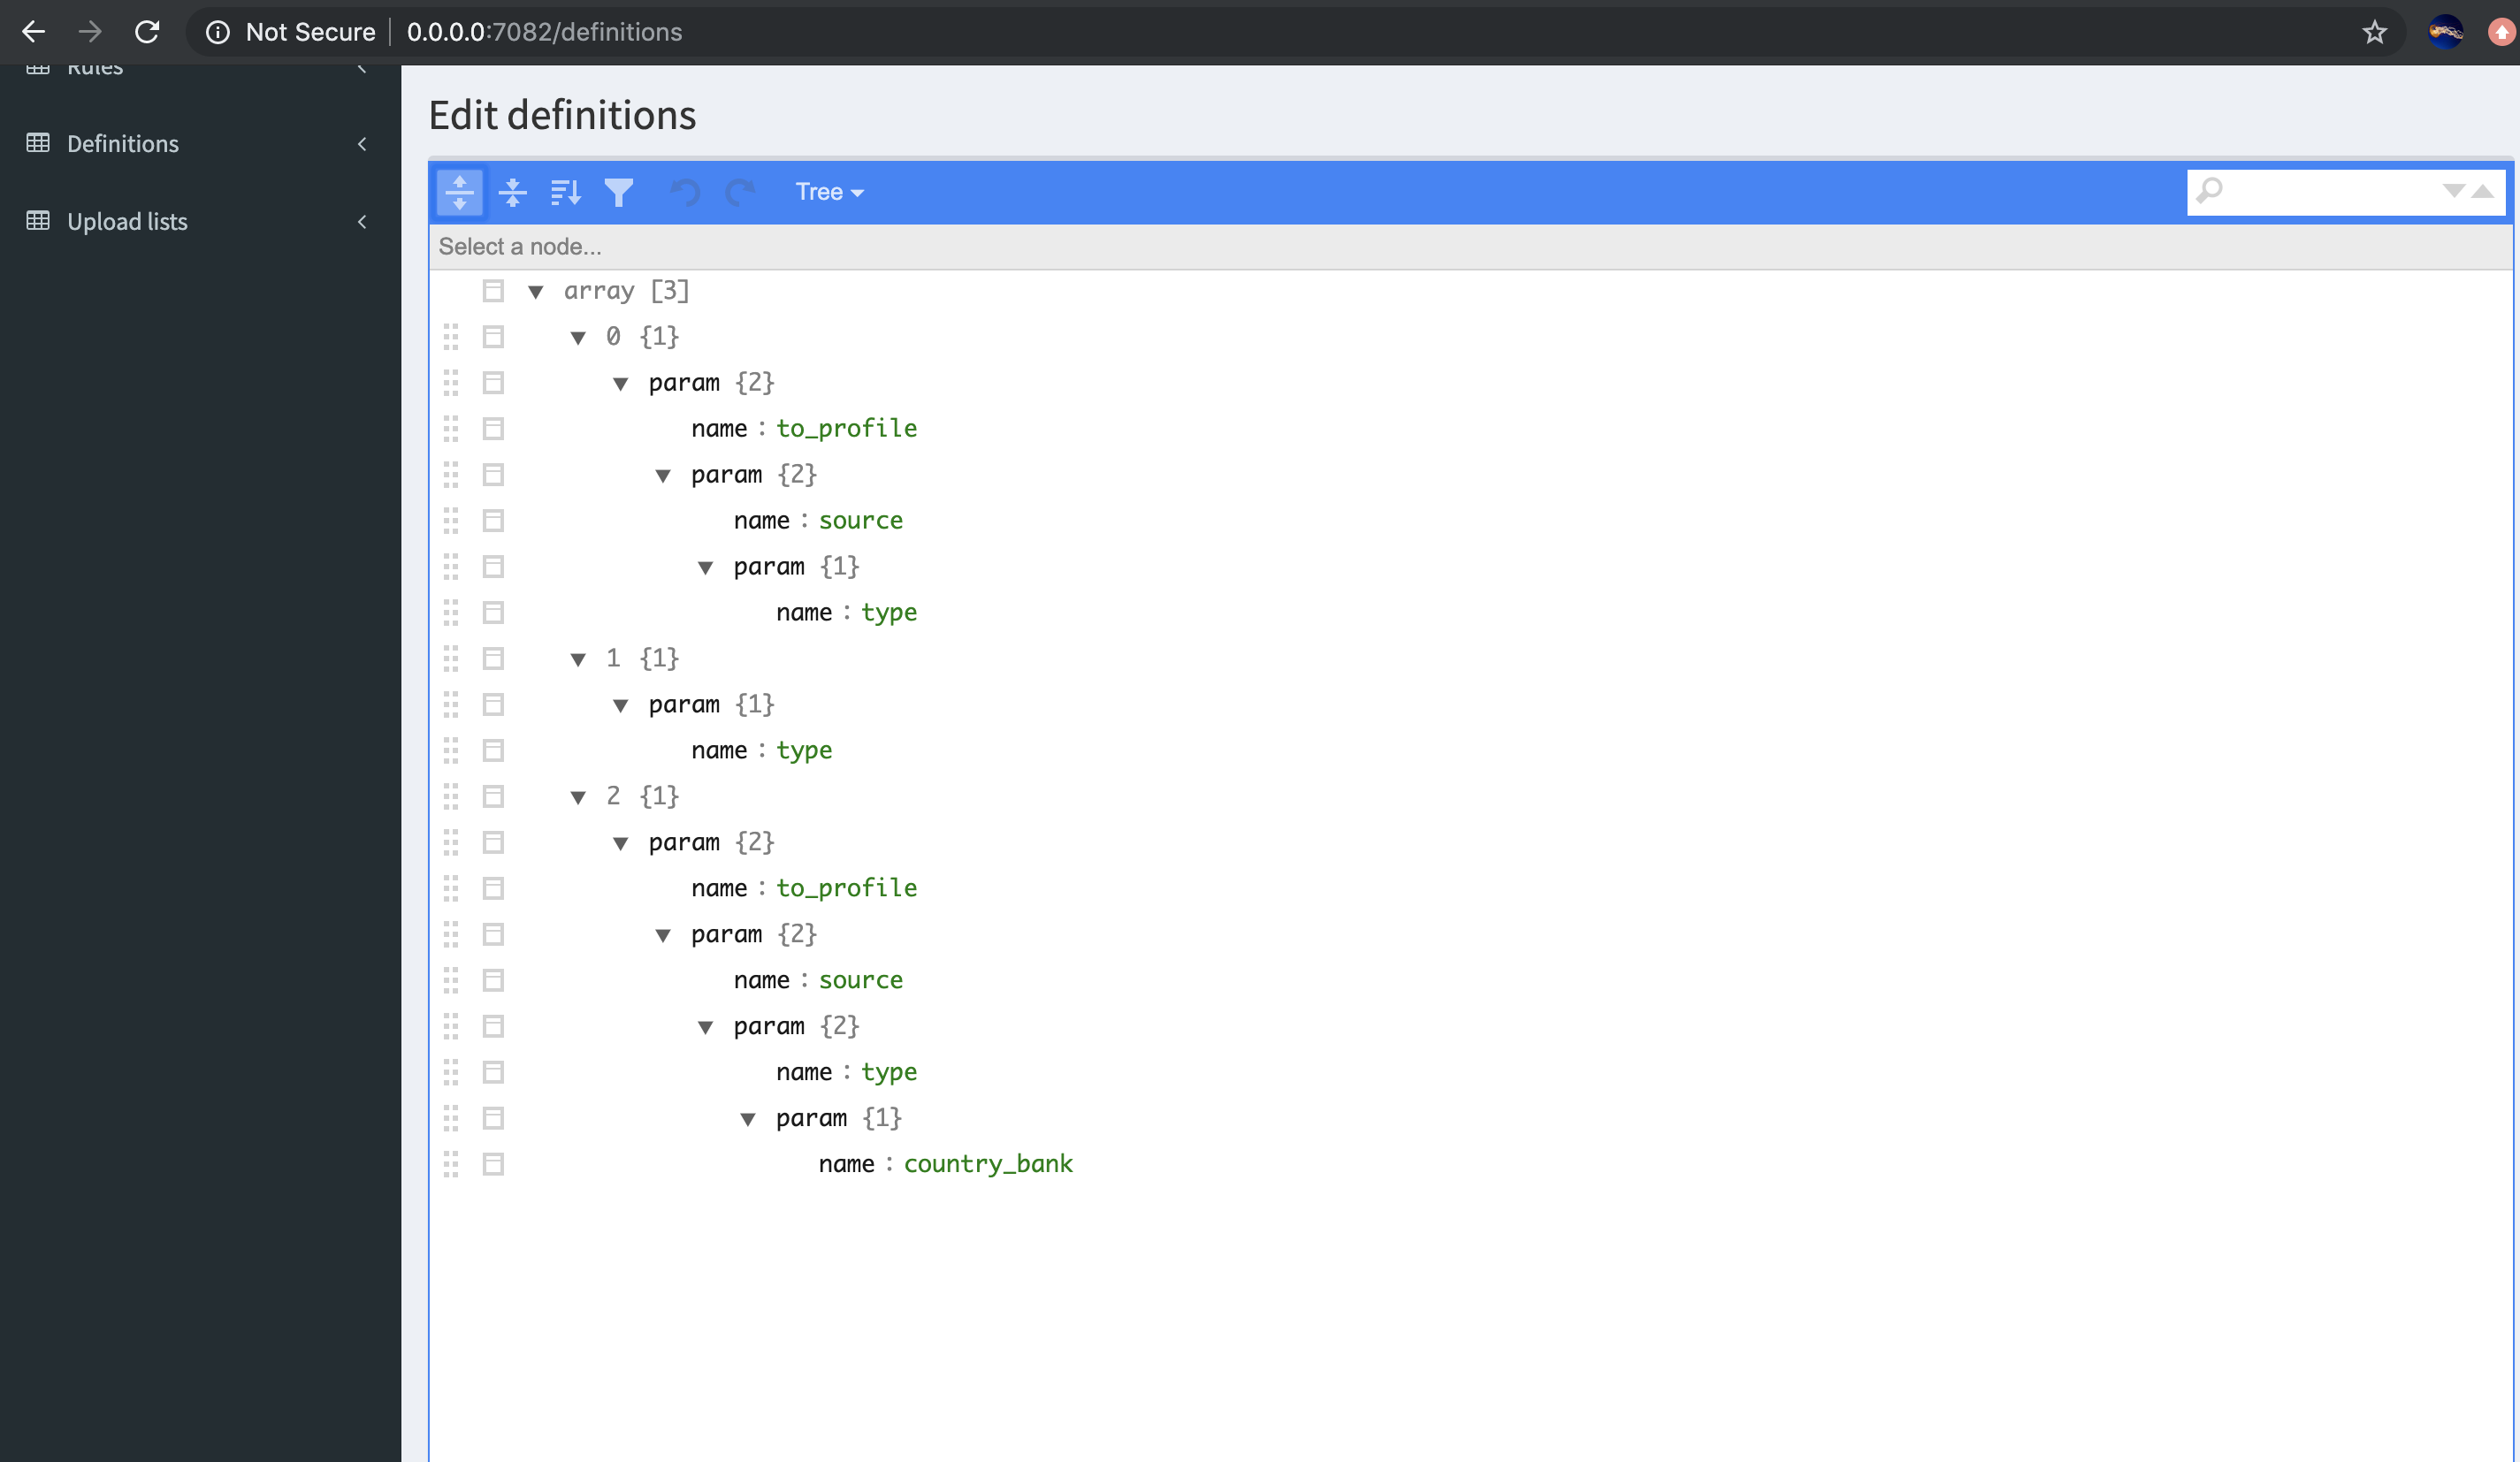 Not Secure | 0.0.0.0:7082/definitions
Rules
Definitions
Upload lists
Edit definitions
Tree
Select a node...
array [3]
0 {1}
param {2}
name : to_profile
param {2}
name : source
param {1}
name : type
1 {1}
param {1}
name : type
2 {1}
param {2}
name : to_profile
param {2}
name : source
param {2}
name : type
param {1}
name : country_bank